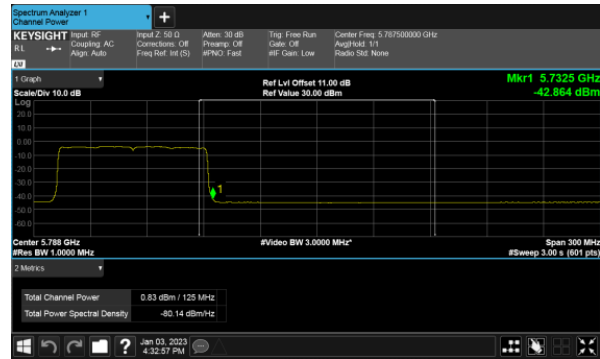 Spectrum Analyzer 1
Channel Power
KEYSIGHT Input: RF Input Z: 50 Ω Atten: 30 dB Trig: Free Run Center Freq: 5.787500000 GHz
RL Coupling: AC Corrections: Off Preamp: Off Gate: Off Avg|Hold: 1/1
Align: Auto Freq Ref: Int (S) #PNO: Fast #IF Gain: Low Radio Std: None
LXI
1 Graph
Ref Lvl Offset 11.00 dB
Mkr1 5.7325 GHz
Scale/Div 10.0 dB
Ref Value 30.00 dBm
-42.864 dBm
Log
20.0
10.0
0.00
-10.0
-20.0
-30.0
1
-40.0
-50.0
-60.0
Center 5.788 GHz
#Video BW 3.0000 MHz*
Span 300 MHz
#Res BW 1.0000 MHz
#Sweep 3.00 s (601 pts)
2 Metrics
Total Channel Power 0.83 dBm / 125 MHz
Total Power Spectral Density -80.14 dBm/Hz
?
Jan 03, 2023
4:32:57 PM